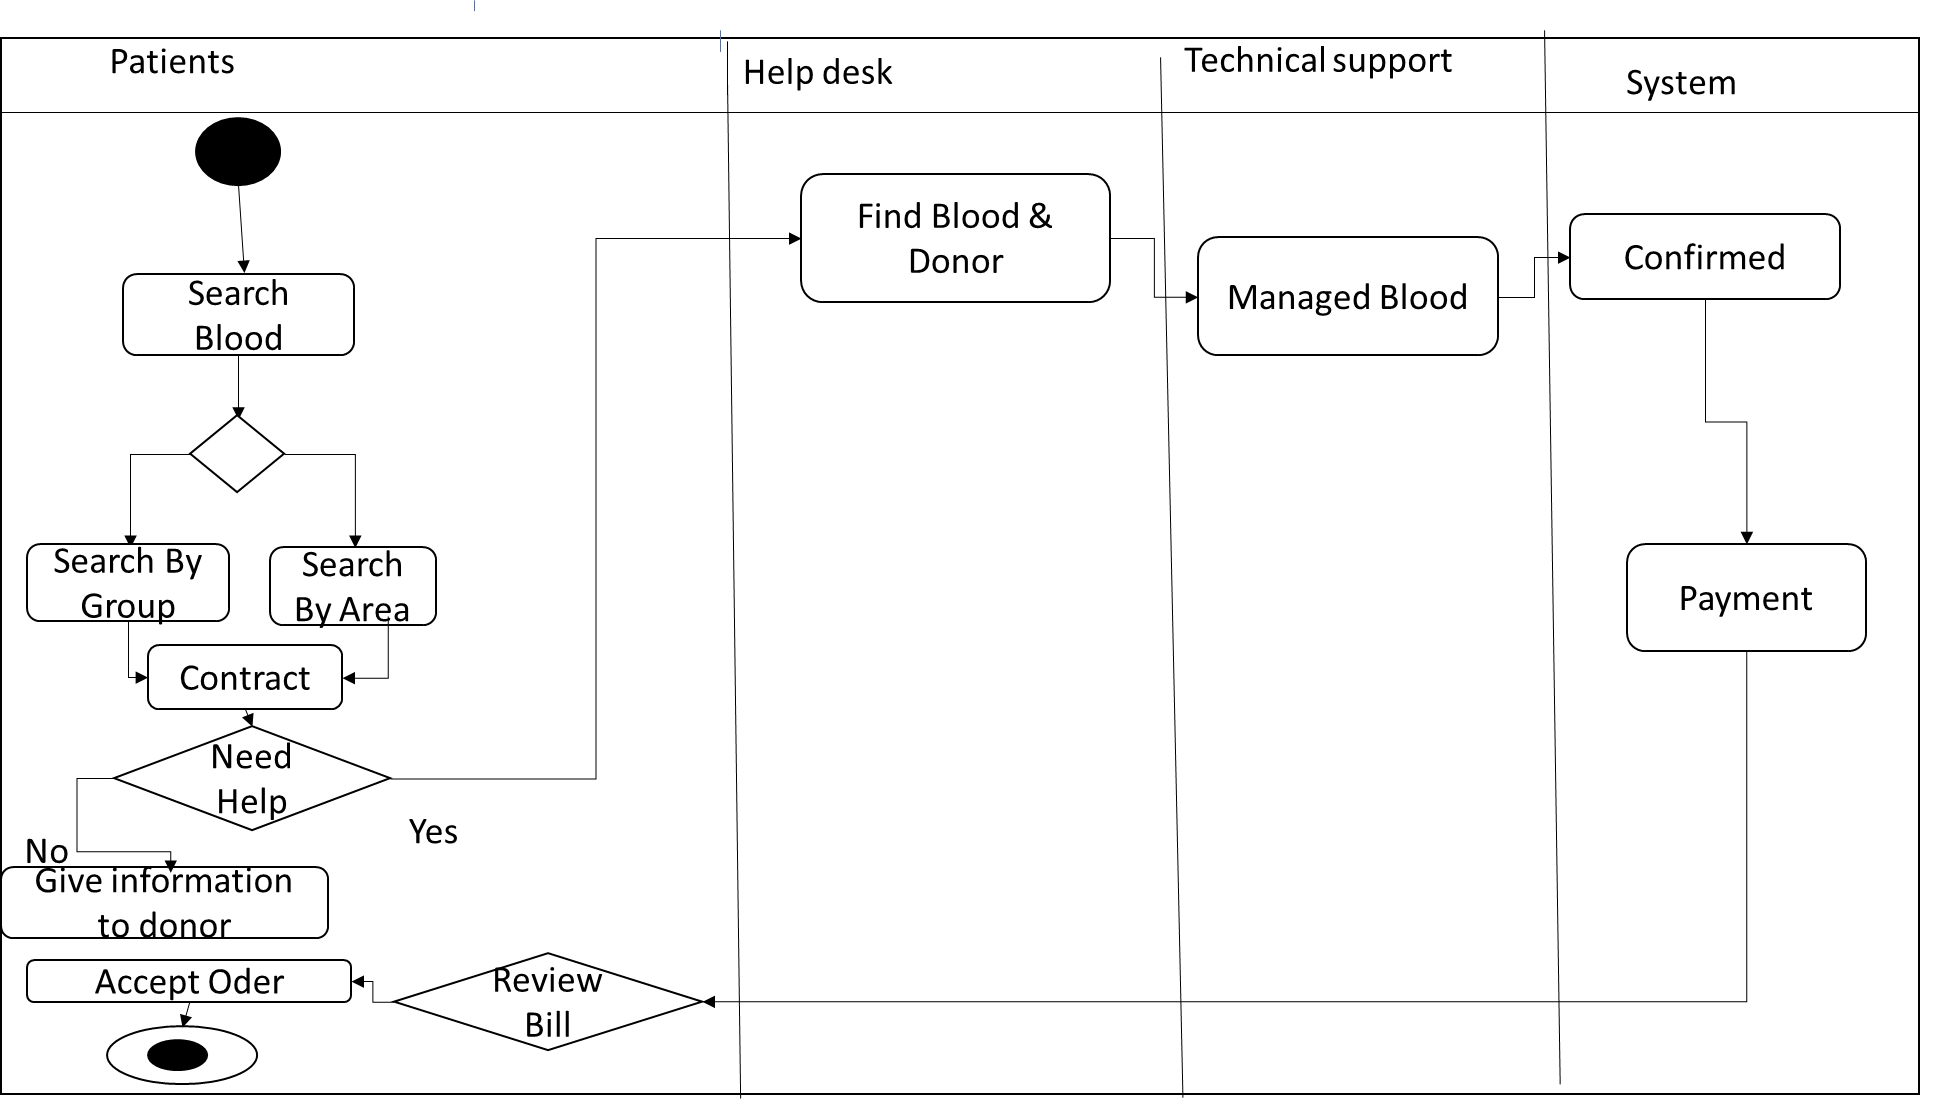 Patients
Help desk
Technical support
System
Search
Blood
Search By
Group
Search
By Area
Contract
Need
Help
Yes
No
Give information
to donor
Accept Oder
Review
Bill
Find Blood &
Donor
Managed Blood
Confirmed
Payment